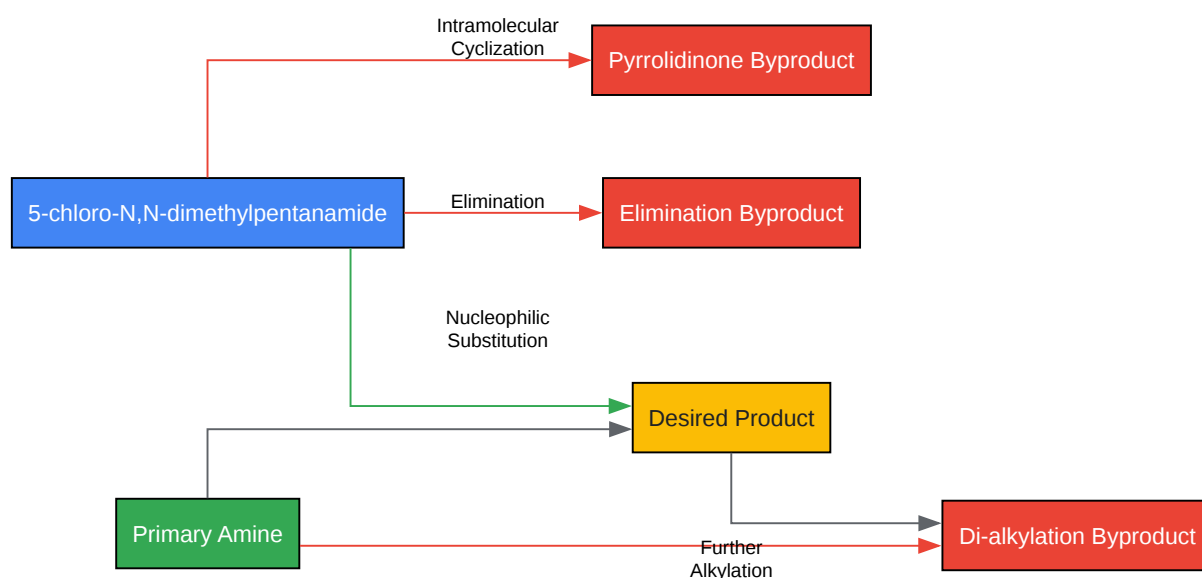 Intramolecular
Cyclization
Pyrrolidinone Byproduct
5-chloro-N,N-dimethylpentanamide
Elimination
Elimination Byproduct
Nucleophilic
Substitution
Desired Product
Primary Amine
Further
Alkylation
Di-alkylation Byproduct